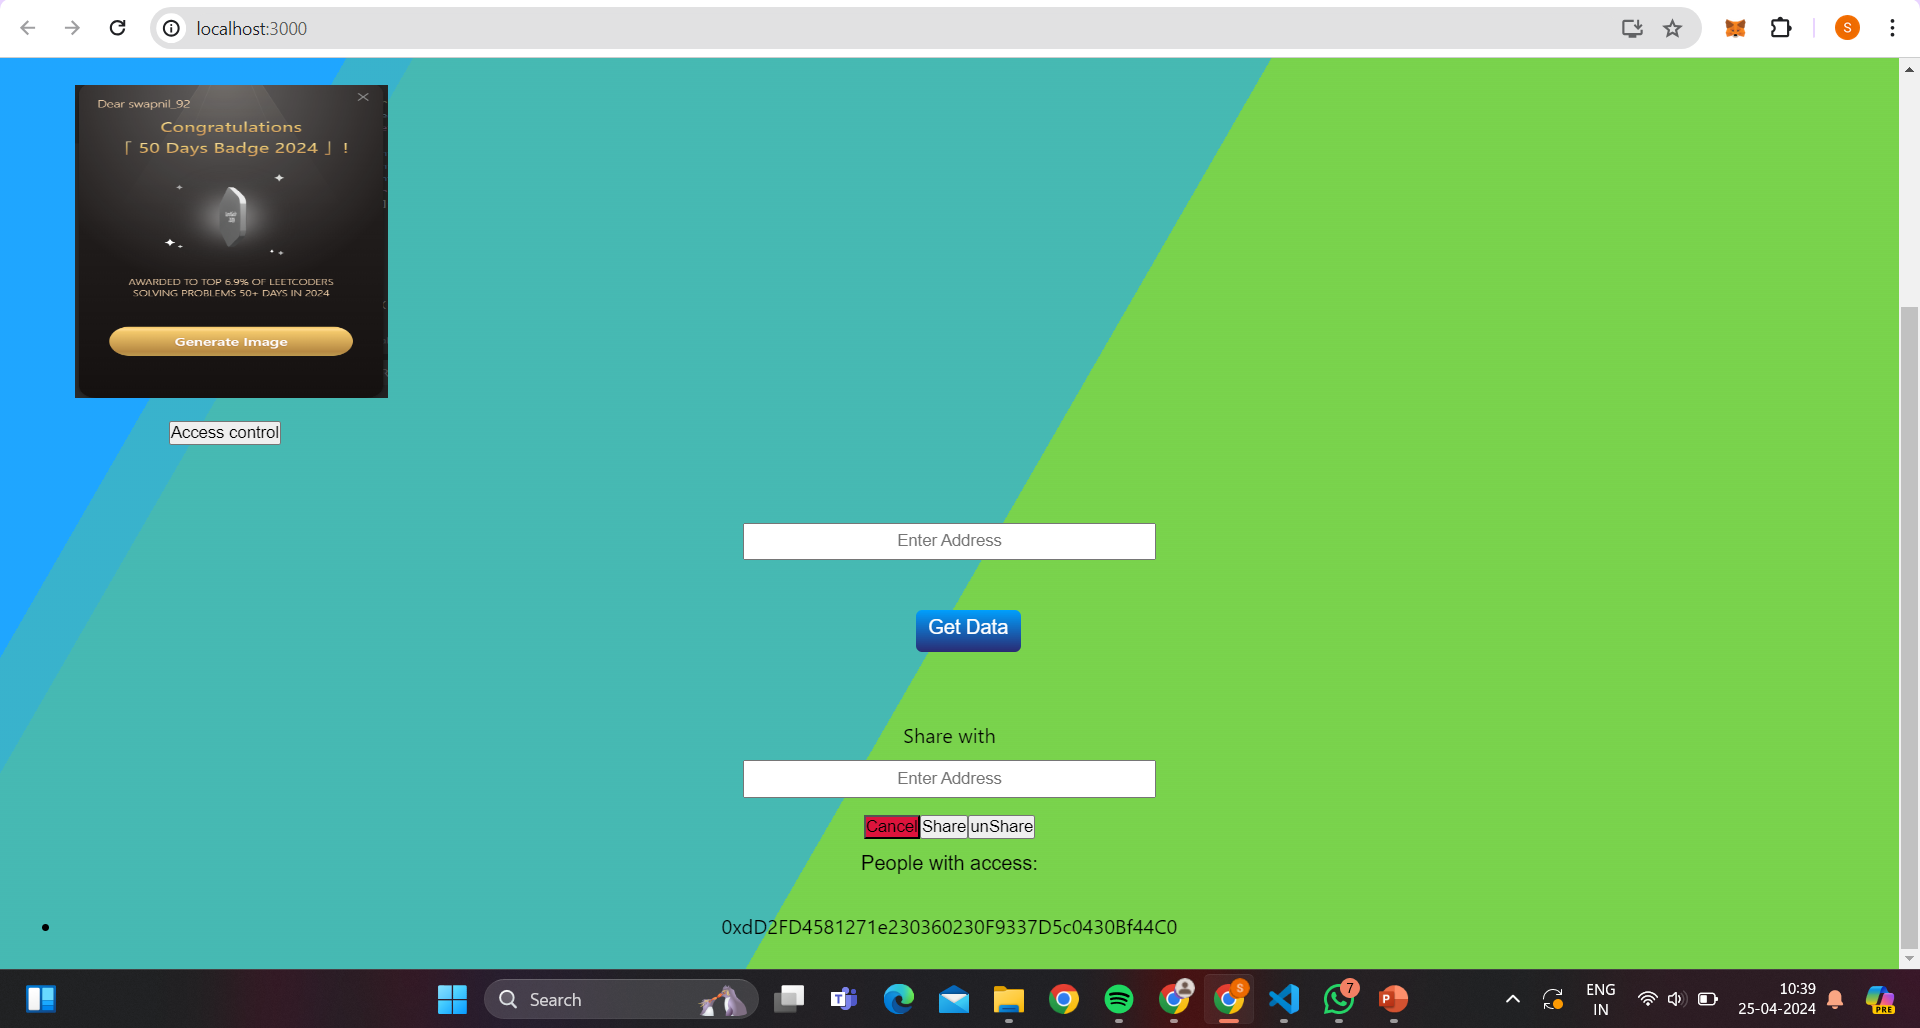 localhost:3000
S
Dear swapnil_92
Congratulations
「 50 Days Badge 2024 」 !
AWARDED TO TOP 6.9% OF LEETCODERS
SOLVING PROBLEMS 50+ DAYS IN 2024
Generate Image
Access control
Enter Address
Get Data
Share with
Enter Address
Cancel Share unShare
People with access:
0xdD2FD4581271e230360230F9337D5c0430Bf44C0
Search
T
S
7
P
ENG
IN
10:39
25-04-2024
PRE